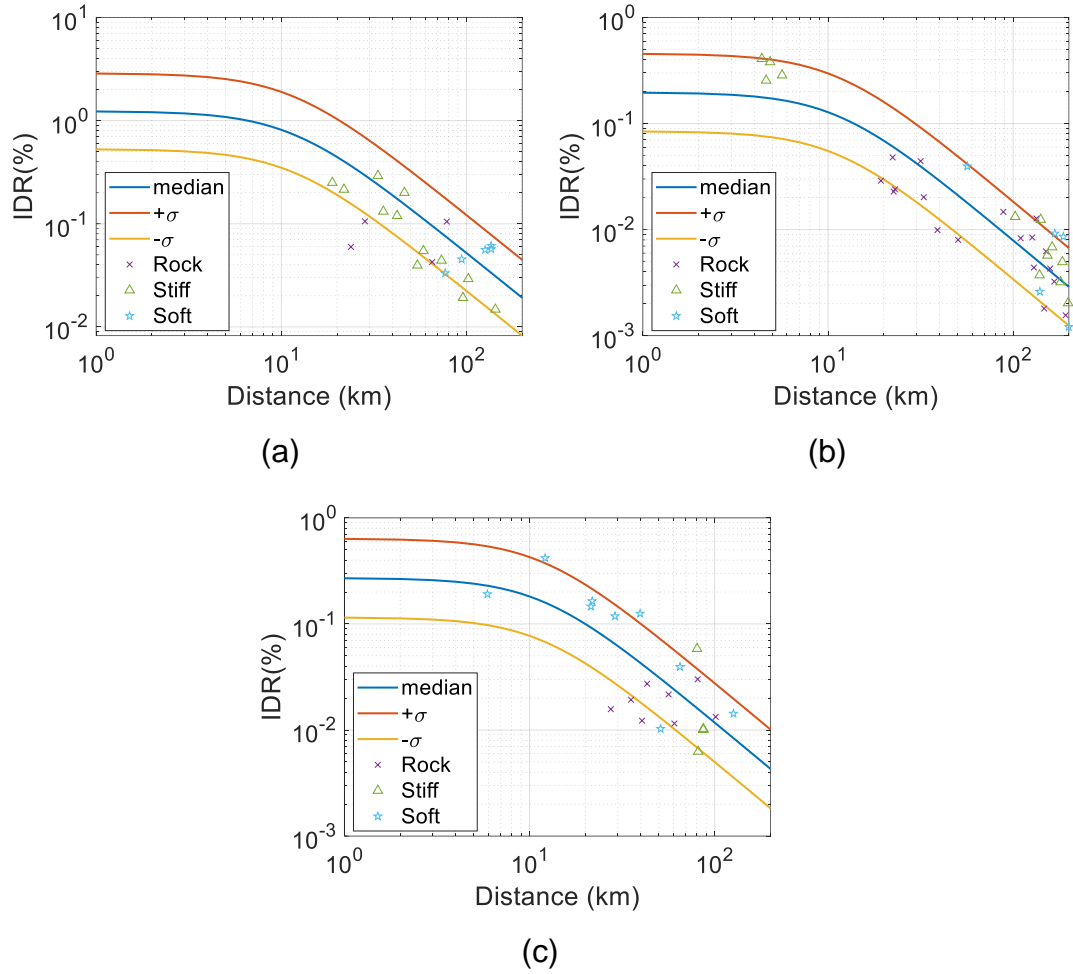 10^1
10^0
10^-1
10^-2
IDR(%)
median
+σ
-σ
Rock
Stiff
Soft
10^0
10^1
10^2
Distance (km)
(a)
10^0
10^-1
10^-2
10^-3
IDR(%)
median
+σ
-σ
Rock
Stiff
Soft
10^0
10^1
10^2
Distance (km)
(b)
10^0
10^-1
10^-2
10^-3
IDR(%)
median
+σ
-σ
Rock
Stiff
Soft
10^0
10^1
10^2
Distance (km)
(c)